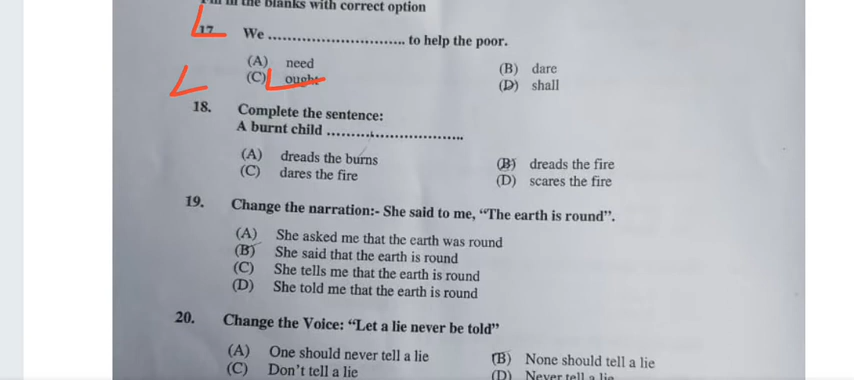 the blanks with correct option
17. We .............................. to help the poor.
(A) need (B) dare
(C) ought (D) shall
18. Complete the sentence:
A burnt child ..............................
(A) dreads the burns (B) dreads the fire
(C) dares the fire (D) scares the fire
19. Change the narration:- She said to me, “The earth is round”.
(A) She asked me that the earth was round
(B) She said that the earth is round
(C) She tells me that the earth is round
(D) She told me that the earth is round
20. Change the Voice: “Let a lie never be told”
(A) One should never tell a lie (B) None should tell a lie
(C) Don’t tell a lie (D) Never tell a lie